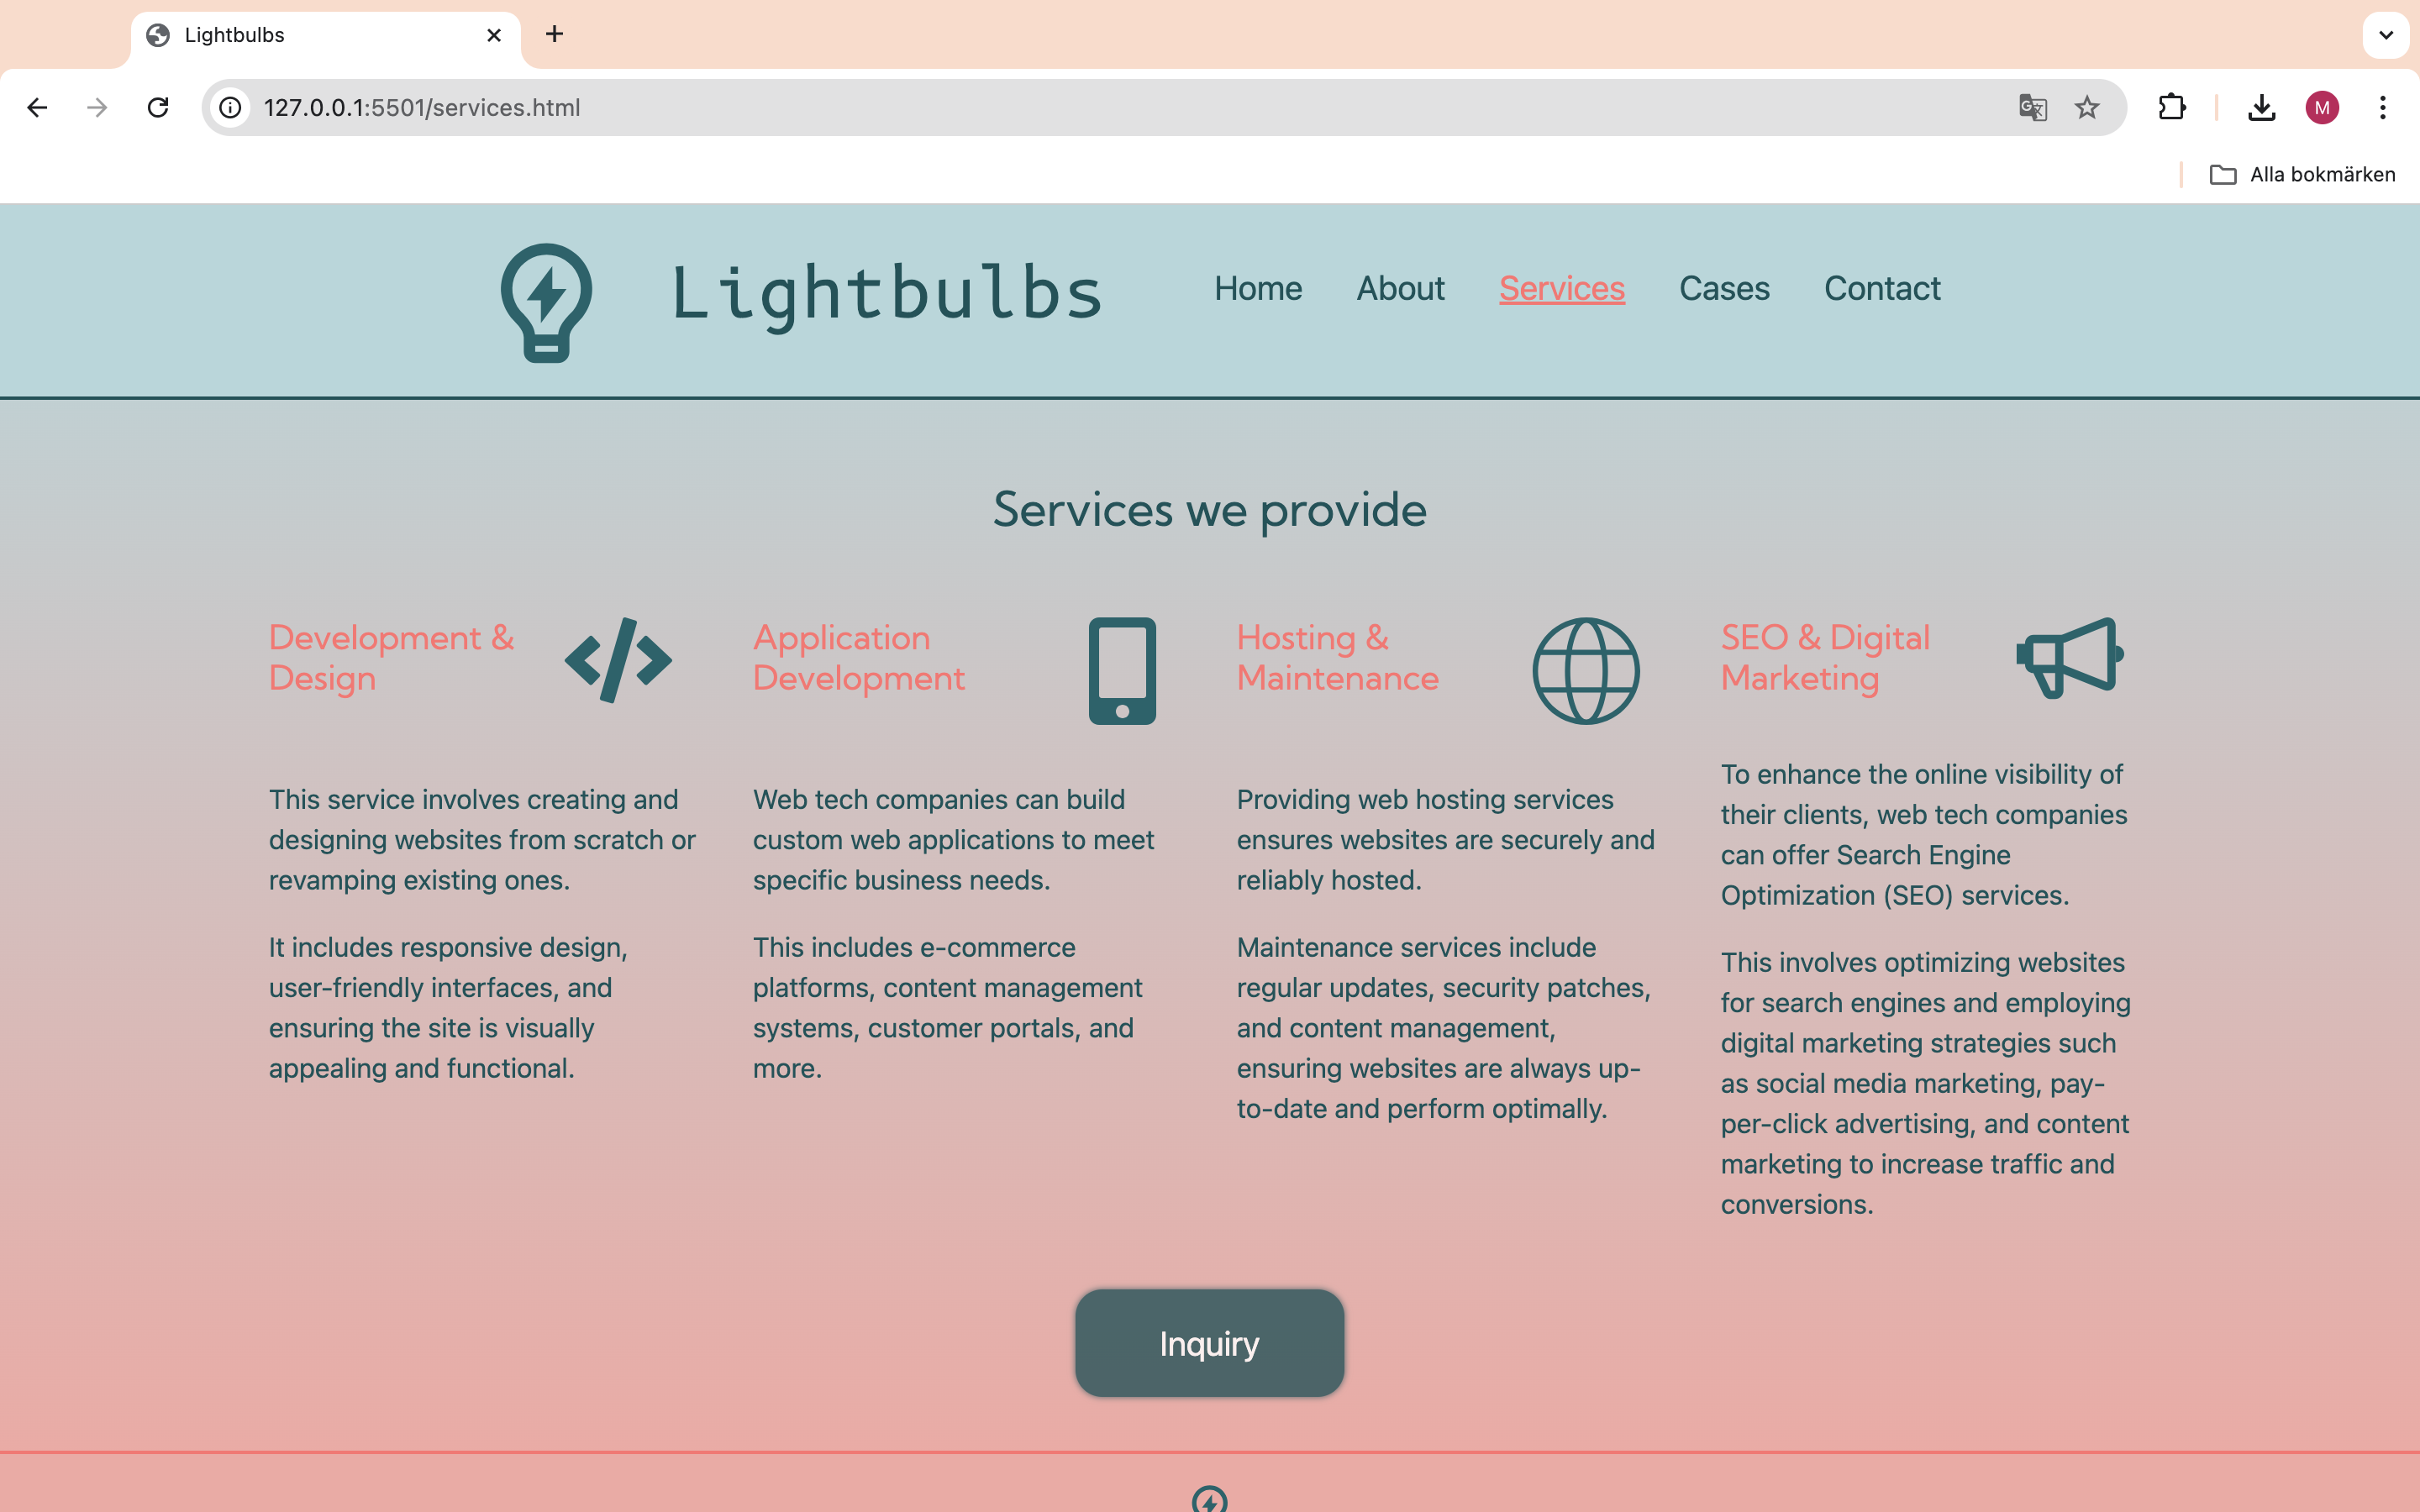 Lightbulbs
127.0.0.1:5501/services.html
M
Alla bokmärken
Lightbulbs
Home
About
Services
Cases
Contact
Services we provide
Development &
Design
This service involves creating and
designing websites from scratch or
revamping existing ones.
It includes responsive design,
user-friendly interfaces, and
ensuring the site is visually
appealing and functional.
Application
Development
Web tech companies can build
custom web applications to meet
specific business needs.
This includes e-commerce
platforms, content management
systems, customer portals, and
more.
Hosting &
Maintenance
Providing web hosting services
ensures websites are securely and
reliably hosted.
Maintenance services include
regular updates, security patches,
and content management,
ensuring websites are always up-
to-date and perform optimally.
SEO & Digital
Marketing
To enhance the online visibility of
their clients, web tech companies
can offer Search Engine
Optimization (SEO) services.
This involves optimizing websites
for search engines and employing
digital marketing strategies such
as social media marketing, pay-
per-click advertising, and content
marketing to increase traffic and
conversions.
Inquiry